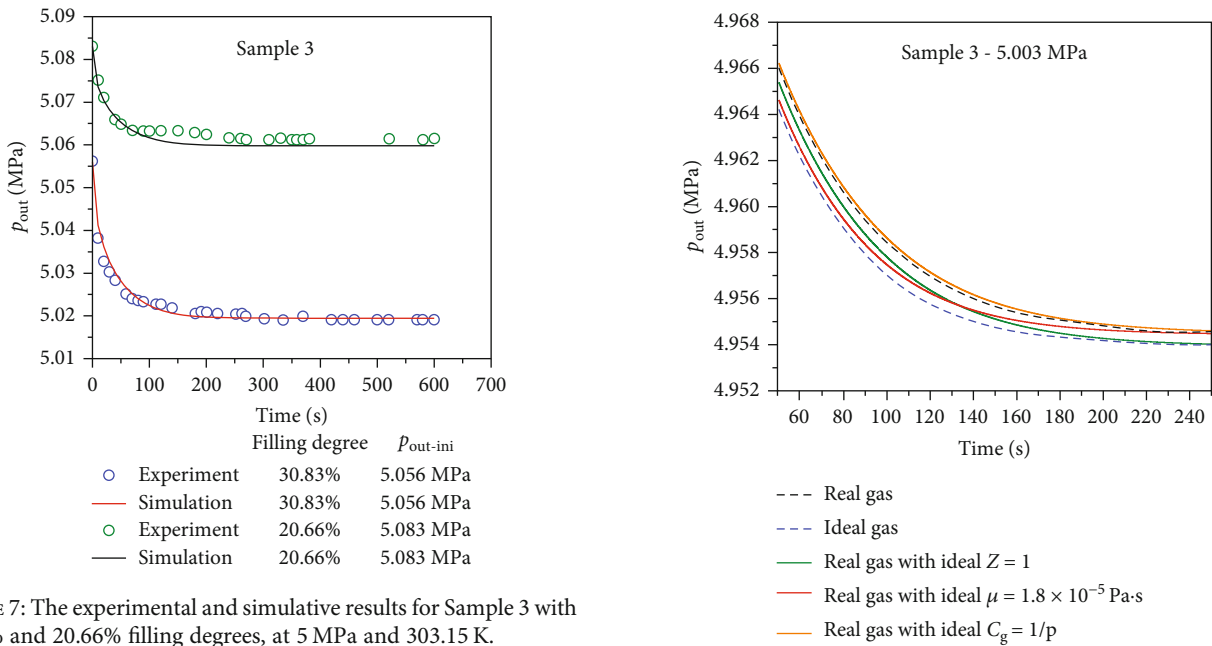 5.09
5.08
5.07
5.06
5.05
5.04
5.03
5.02
5.01
p_out (MPa)
Sample 3
0 100 200 300 400 500 600 700
Time (s)
Filling degree p_out-ini
Experiment 30.83% 5.056 MPa
Simulation 30.83% 5.056 MPa
Experiment 20.66% 5.083 MPa
Simulation 20.66% 5.083 MPa
7: The experimental and simulative results for Sample 3 with
and 20.66% filling degrees, at 5 MPa and 303.15 K.
4.968
4.966
4.964
4.962
4.960
4.958
4.956
4.954
4.952
p_out (MPa)
Sample 3 - 5.003 MPa
60 80 100 120 140 160 180 200 220 240
Time (s)
Real gas
Ideal gas
Real gas with ideal Z = 1
Real gas with ideal μ = 1.8 × 10⁻⁵ Pa·s
Real gas with ideal C_g = 1/p